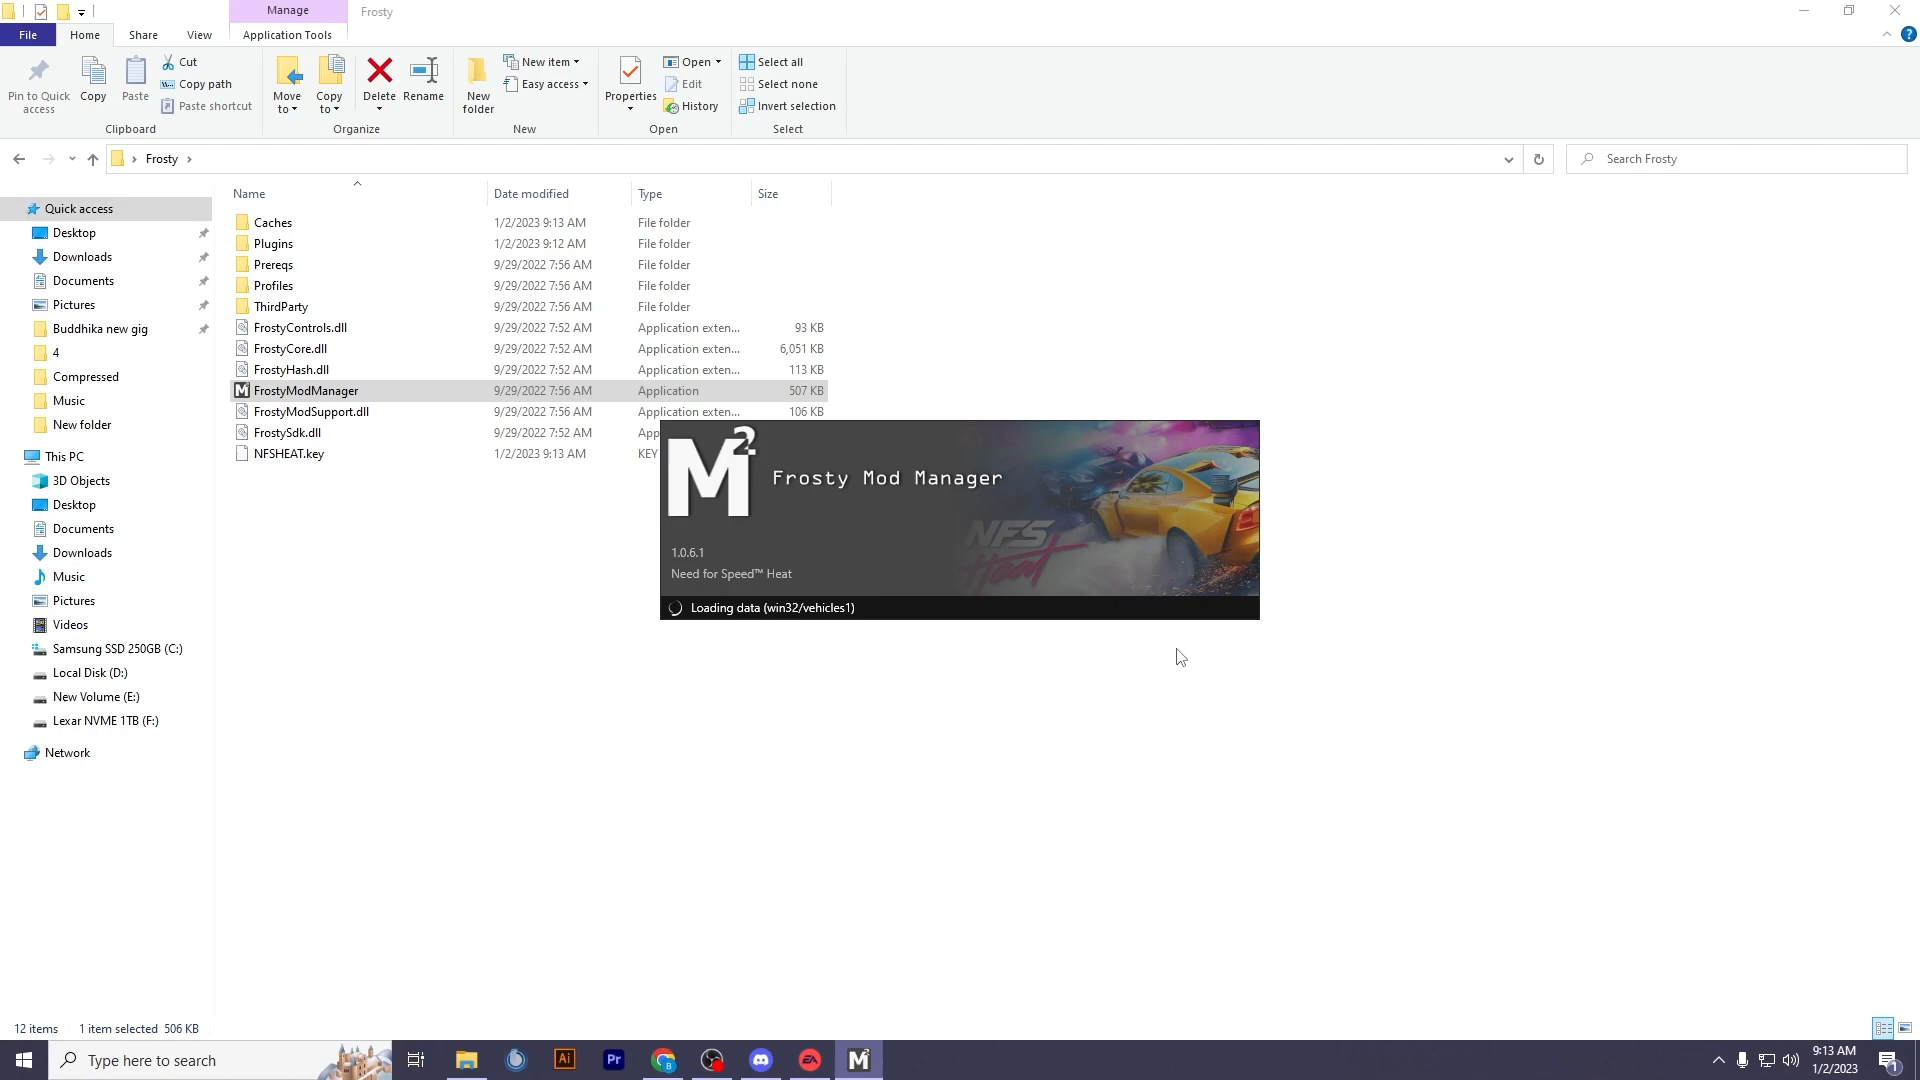 Manage
Frosty
File
Home
Share
View
Application Tools
Pin to Quick access
Copy
Paste
Cut
Copy path
Paste shortcut
Clipboard
Move to
Copy to
Delete
Rename
Organize
New folder
New item
Easy access
New
Properties
Open
Edit
History
Open
Select all
Select none
Invert selection
Select
Frosty
Search Frosty
Name
Date modified
Type
Size
Quick access
Desktop
Downloads
Documents
Pictures
Buddhika new gig
4
Compressed
Music
New folder
This PC
3D Objects
Desktop
Documents
Downloads
Music
Pictures
Videos
Samsung SSD 250GB (C:)
Local Disk (D:)
New Volume (E:)
Lexar NVME 1TB (F:)
Network
Caches 1/2/2023 9:13 AM File folder
Plugins 1/2/2023 9:12 AM File folder
Prereqs 9/29/2022 7:56 AM File folder
Profiles 9/29/2022 7:56 AM File folder
ThirdParty 9/29/2022 7:56 AM File folder
FrostyControls.dll 9/29/2022 7:52 AM Application exten... 93 KB
FrostyCore.dll 9/29/2022 7:52 AM Application exten... 6,051 KB
FrostyHash.dll 9/29/2022 7:52 AM Application exten... 113 KB
FrostyModManager 9/29/2022 7:56 AM Application 507 KB
FrostyModSupport.dll 9/29/2022 7:56 AM Application exten... 106 KB
FrostySdk.dll 9/29/2022 7:52 AM App
NFSHEAT.key 1/2/2023 9:13 AM KEY
M2
Frosty Mod Manager
NFS
Heat
1.0.6.1
Need for Speed™ Heat
Loading data (win32/vehicles1)
12 items 1 item selected 506 KB
Type here to search
Ai
Pr
B
EA
M2
9:13 AM
1/2/2023
1